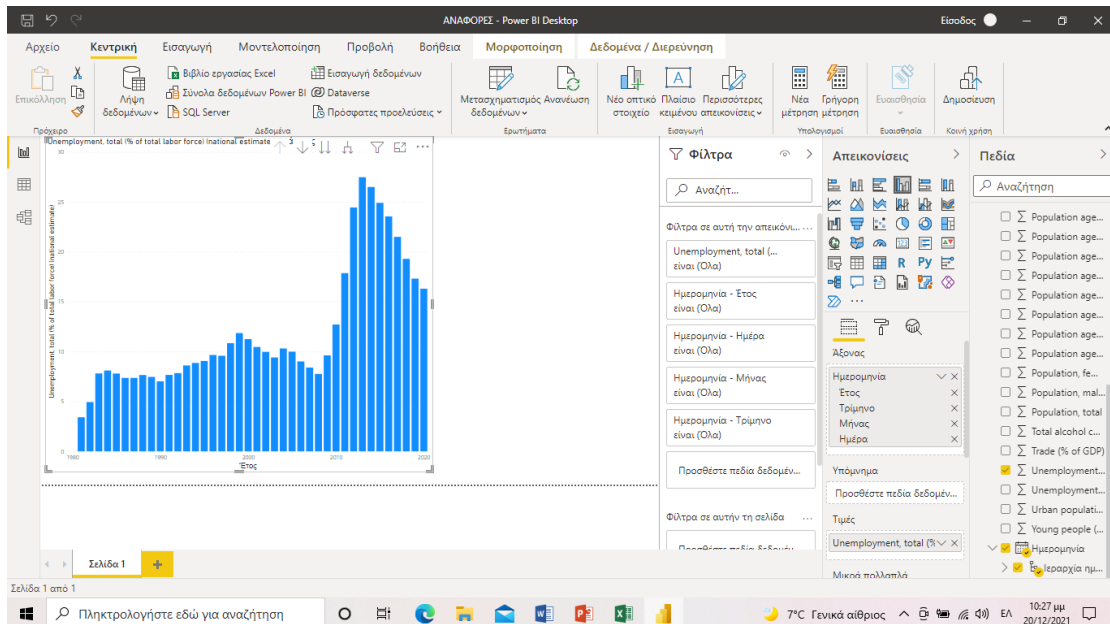 ΑΝΑΦΟΡΕΣ - Power BI Desktop
Είσοδος
Αρχείο
Κεντρική
Εισαγωγή
Μοντελοποίηση
Προβολή
Βοήθεια
Μορφοποίηση
Δεδομένα / Διερεύνηση
Επικόλληση
Πρόχειρο
Λήψη
δεδομένων
Βιβλίο εργασίας Excel
Σύνολα δεδομένων Power BI
SQL Server
Εισαγωγή δεδομένων
Dataverse
Πρόσφατες προελεύσεις
Δεδομένα
Μετασχηματισμός
δεδομένων
Ανανέωση
Ερωτήματα
Νέο οπτικό
στοιχείο
Πλαίσιο
κειμένου
Περισσότερες
απεικονίσεις
Εισαγωγή
Νέα
μέτρηση
Γρήγορη
μέτρηση
Υπολογισμοί
Ευαισθησία
Ευαισθησία
Δημοσίευση
Κοινή χρήση
Unemployment, total (% of total labor force) (national estimate
Unemployment, total (% of total labor force) (national estimate)
30
25
20
15
10
5
0
1980
1990
2000
2010
2020
Έτος
Φίλτρα
Αναζήτ...
Φίλτρα σε αυτή την απεικόνι...
Unemployment, total (...
είναι (Όλα)
Ημερομηνία - Έτος
είναι (Όλα)
Ημερομηνία - Ημέρα
είναι (Όλα)
Ημερομηνία - Μήνας
είναι (Όλα)
Ημερομηνία - Τρίμηνο
είναι (Όλα)
Προσθέστε πεδία δεδομέν...
Φίλτρα σε αυτήν τη σελίδα
Προσθέστε πεδία δεδομέν
Απεικονίσεις
R
Py
Άξονας
Ημερομηνία
Έτος
Τρίμηνο
Μήνας
Ημέρα
Υπόμνημα
Προσθέστε πεδία δεδομέν...
Τιμές
Unemployment, total (%
Μικρά πολλαπλά
Πεδία
Αναζήτηση
Population age...
Population age...
Population age...
Population age...
Population age...
Population age...
Population age...
Population age...
Population, fe...
Population, mal...
Population, total
Total alcohol c...
Trade (% of GDP)
Unemployment...
Unemployment...
Urban populati...
Young people (...
Ημερομηνία
Ιεραρχία ημ...
Σελίδα 1
Σελίδα 1 από 1
Πληκτρολογήστε εδώ για αναζήτηση
7°C Γενικά αίθριος
ΕΛ
10:27 μμ
20/12/2021